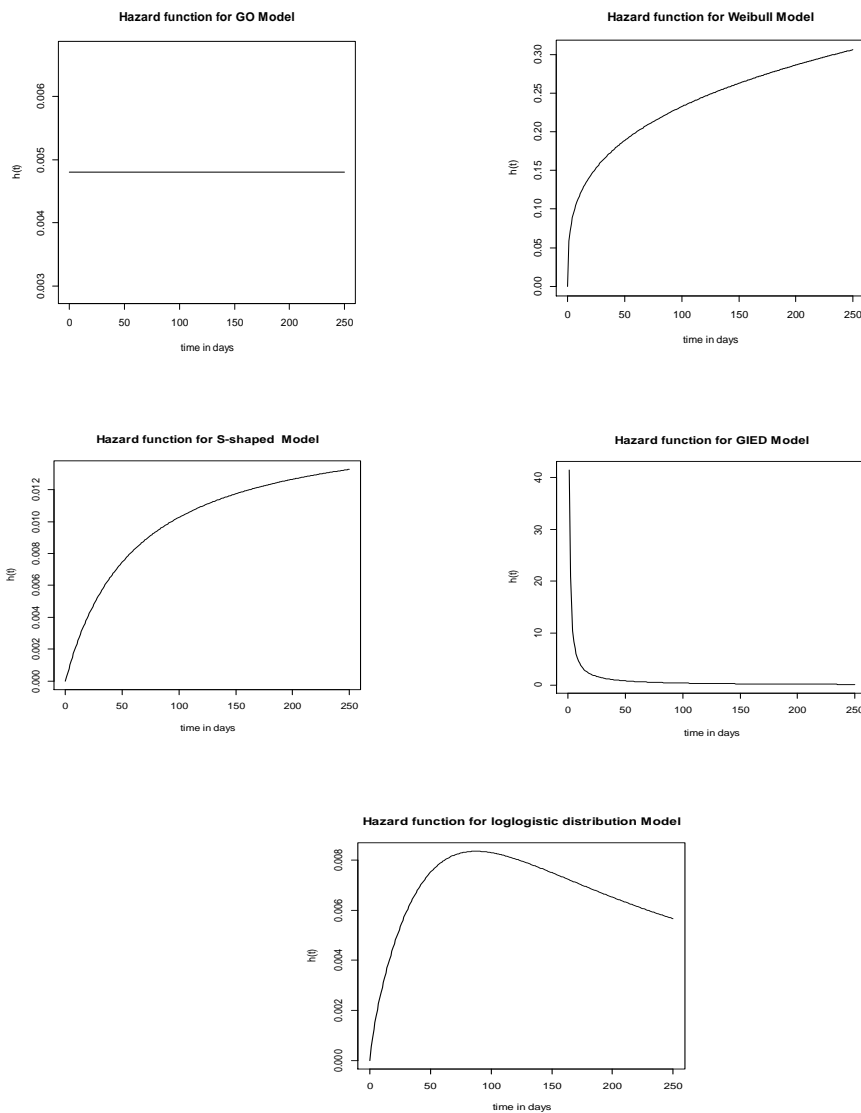 Hazard function for GO Model
h(t)
0.006
0.005
0.004
0.003
0 50 100 150 200 250
time in days
Hazard function for Weibull Model
h(t)
0.30
0.25
0.20
0.15
0.10
0.05
0.00
0 50 100 150 200 250
time in days
Hazard function for S-shaped Model
h(t)
0.012
0.010
0.008
0.006
0.004
0.002
0.000
0 50 100 150 200 250
time in days
Hazard function for GIED Model
h(t)
40
30
20
10
0
0 50 100 150 200 250
time in days
Hazard function for loglogistic distribution Model
h(t)
0.008
0.006
0.004
0.002
0.000
0 50 100 150 200 250
time in days